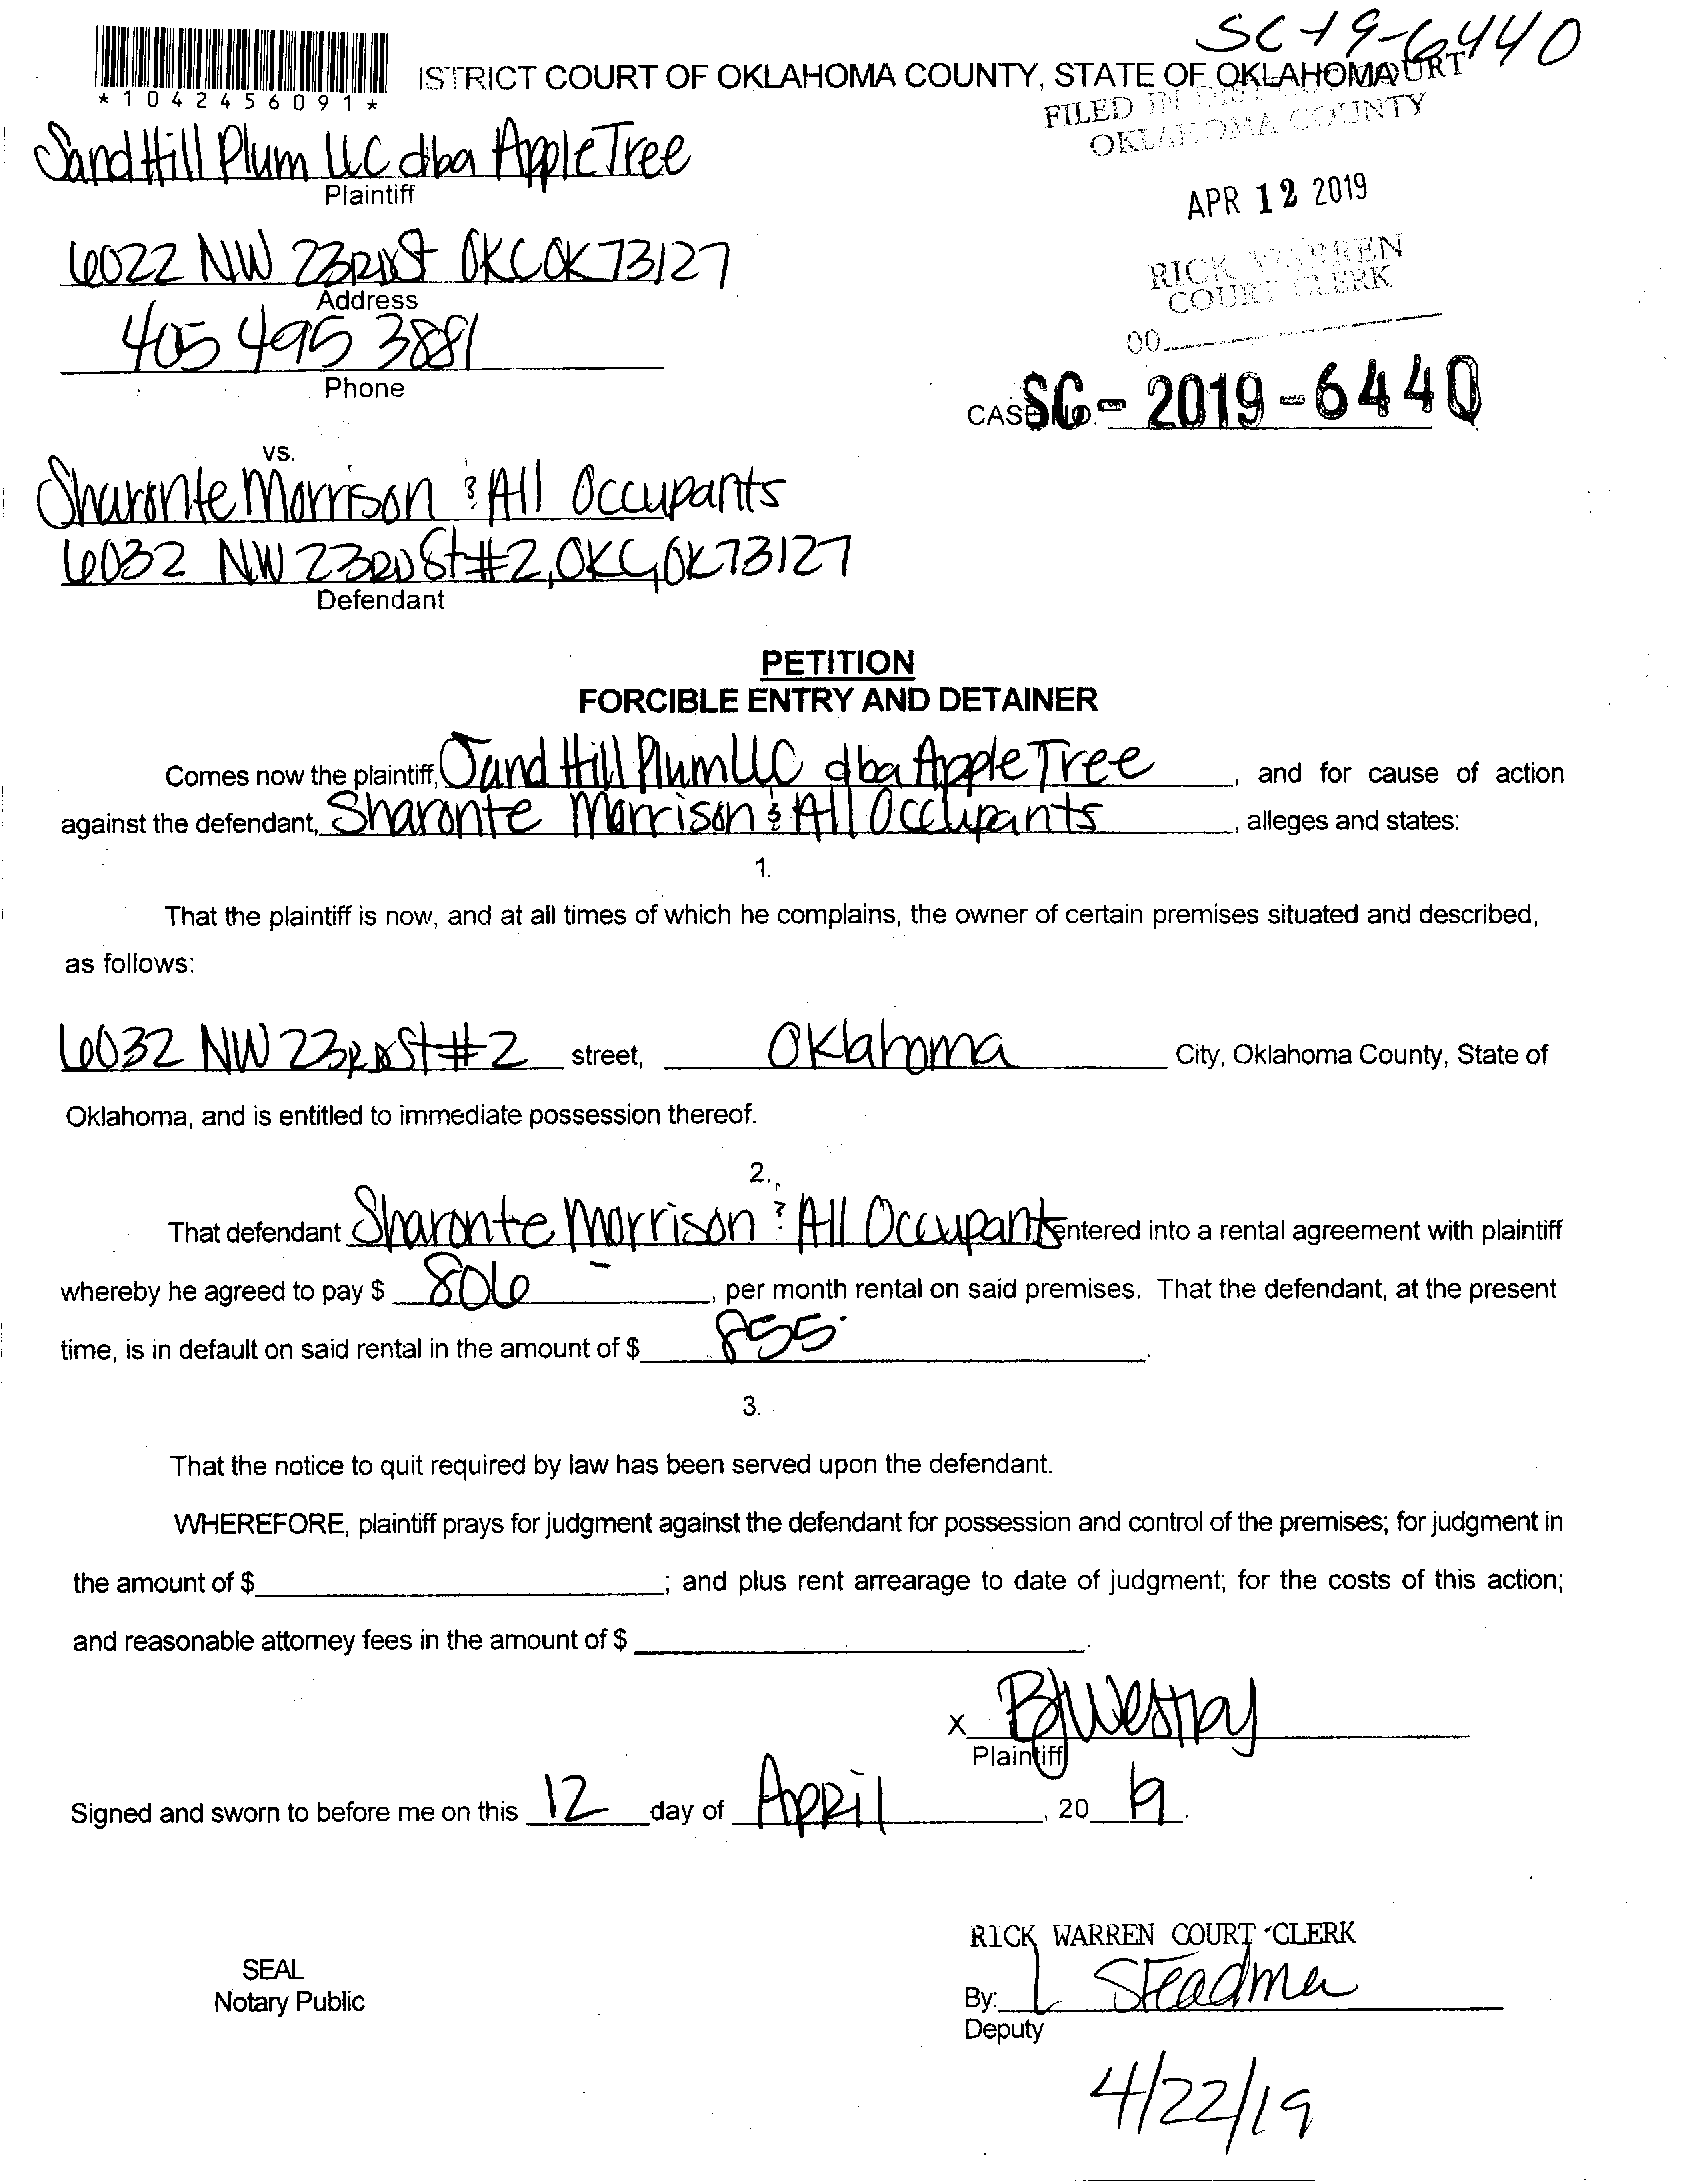 SC-19-6440
*1042456091*
ISTRICT COURT OF OKLAHOMA COUNTY, STATE OF OKLAHOMA
FILED IN COURT
OKLAHOMA COUNTY
Sand Hill Plum LLC dba Apple Tree
Plaintiff
APR 12 2019
6022 NW 23RD St OKC OK 73127
Address
RICK WARREN
COURT CLERK
405 495 3881
Phone
00
CASE NO. SC-2019-6440
vs.
Sharonte Morrison & All Occupants
6032 NW 23RD St #2, OKC, OK 73127
Defendant
PETITION
FORCIBLE ENTRY AND DETAINER
Comes now the plaintiff, Sand Hill Plum LLC dba Apple Tree, and for cause of action
against the defendant, Sharonte Morrison & All Occupants, alleges and states:
1.
That the plaintiff is now, and at all times of which he complains, the owner of certain premises situated and described,
as follows:
6032 NW 23RD St #2 street, Oklahoma City, Oklahoma County, State of
Oklahoma, and is entitled to immediate possession thereof.
2.
That defendant Sharonte Morrison & All Occupants entered into a rental agreement with plaintiff
whereby he agreed to pay $ 806 -, per month rental on said premises. That the defendant, at the present
time, is in default on said rental in the amount of $ 855.
3.
That the notice to quit required by law has been served upon the defendant.
WHEREFORE, plaintiff prays for judgment against the defendant for possession and control of the premises; for judgment in
the amount of $; and plus rent arrearage to date of judgment; for the costs of this action;
and reasonable attorney fees in the amount of $.
x BJ Westray
Plaintiff
Signed and sworn to before me on this 12 day of April, 2019.
RICK WARREN COURT CLERK
SEAL
Notary Public
By: L Steadman
Deputy
4/22/19